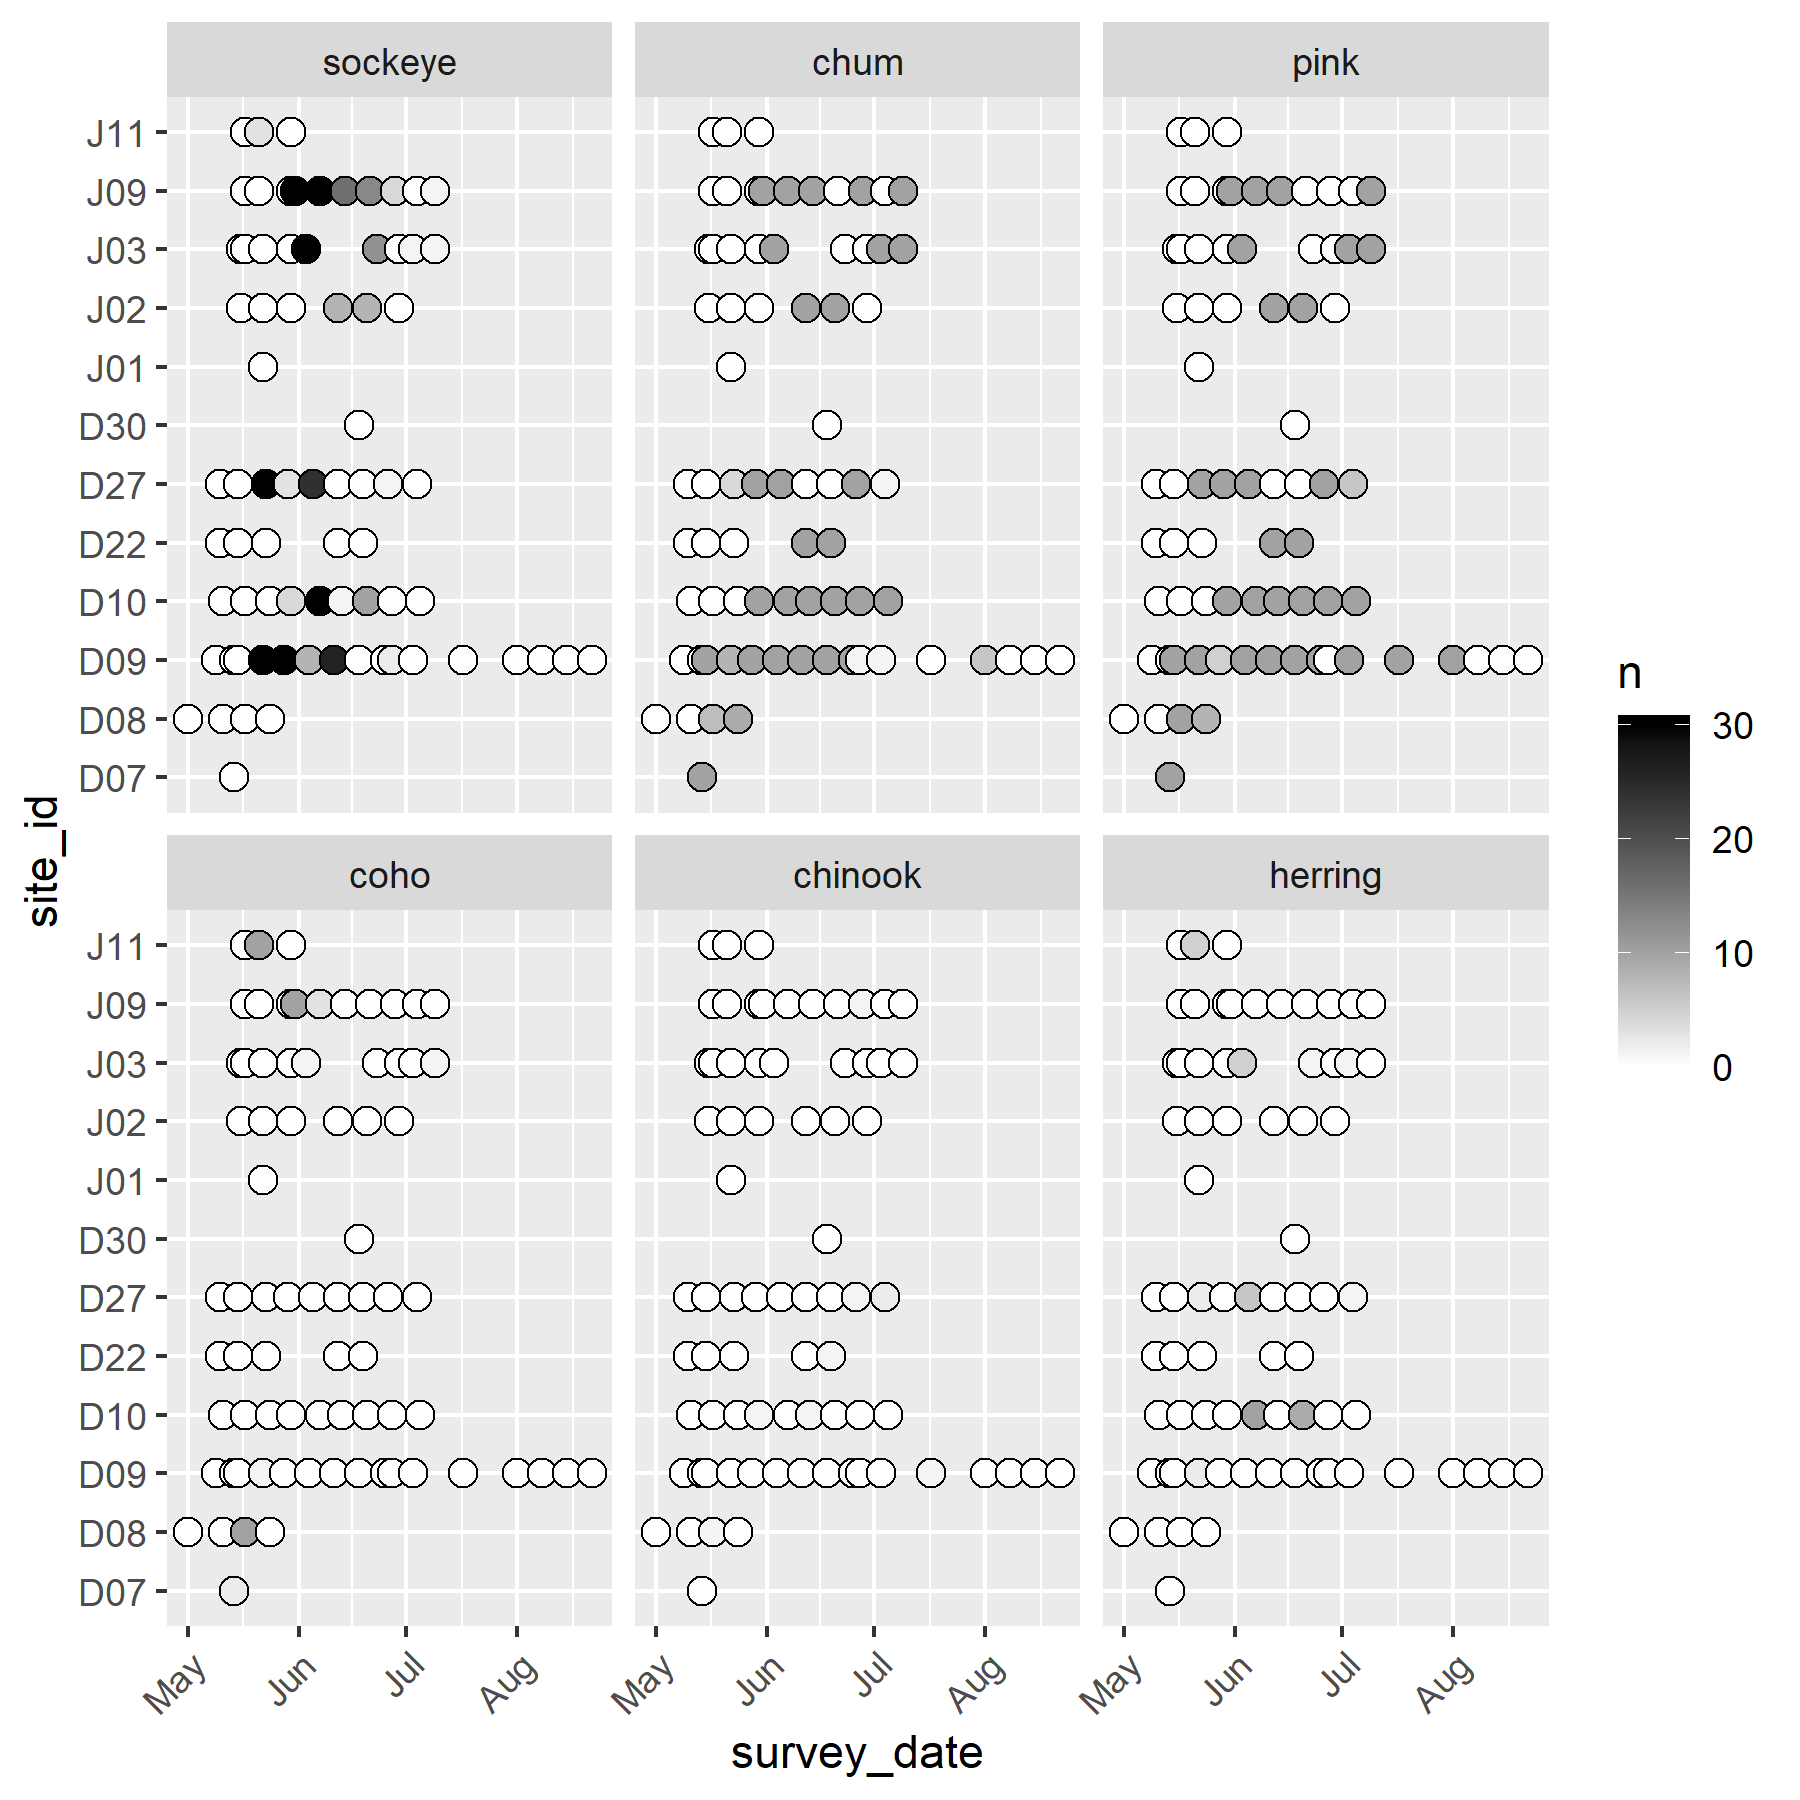 sockeye chum pink
J11
J09
J03
J02
J01
D30
D27
D22
D10
D09
D08
D07
coho chinook herring
J11
J09
J03
J02
J01
D30
D27
D22
D10
D09
D08
D07
May Jun Jul Aug May Jun Jul Aug May Jun Jul Aug
survey_date
site_id
n
30
20
10
0